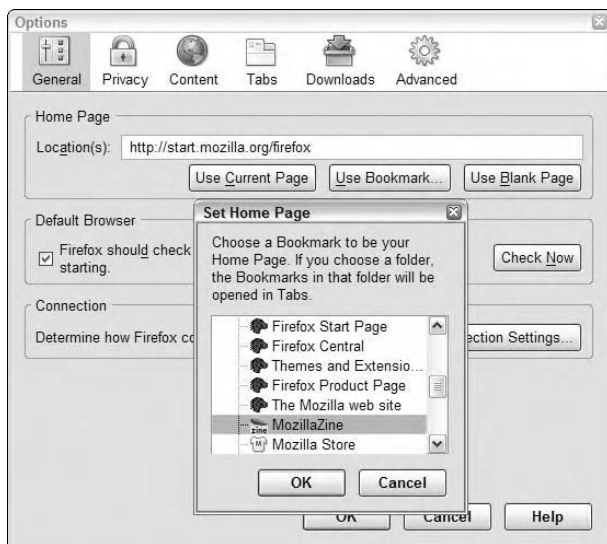 Options
General Privacy Content Tabs Downloads Advanced
Home Page
Location(s): http://start.mozilla.org/firefox
Use Current Page Use Bookmark... Use Blank Page
Default Browser
Firefox should check
starting.
Check Now
Connection
Determine how Firefox
ection Settings...
Set Home Page
Choose a Bookmark to be your
Home Page. If you choose a folder,
the Bookmarks in that folder will be
opened in Tabs.
Firefox Start Page
Firefox Central
Themes and Extensio...
Firefox Product Page
The Mozilla web site
zine MozillaZine
M Mozilla Store
OK Cancel
OK Cancel Help